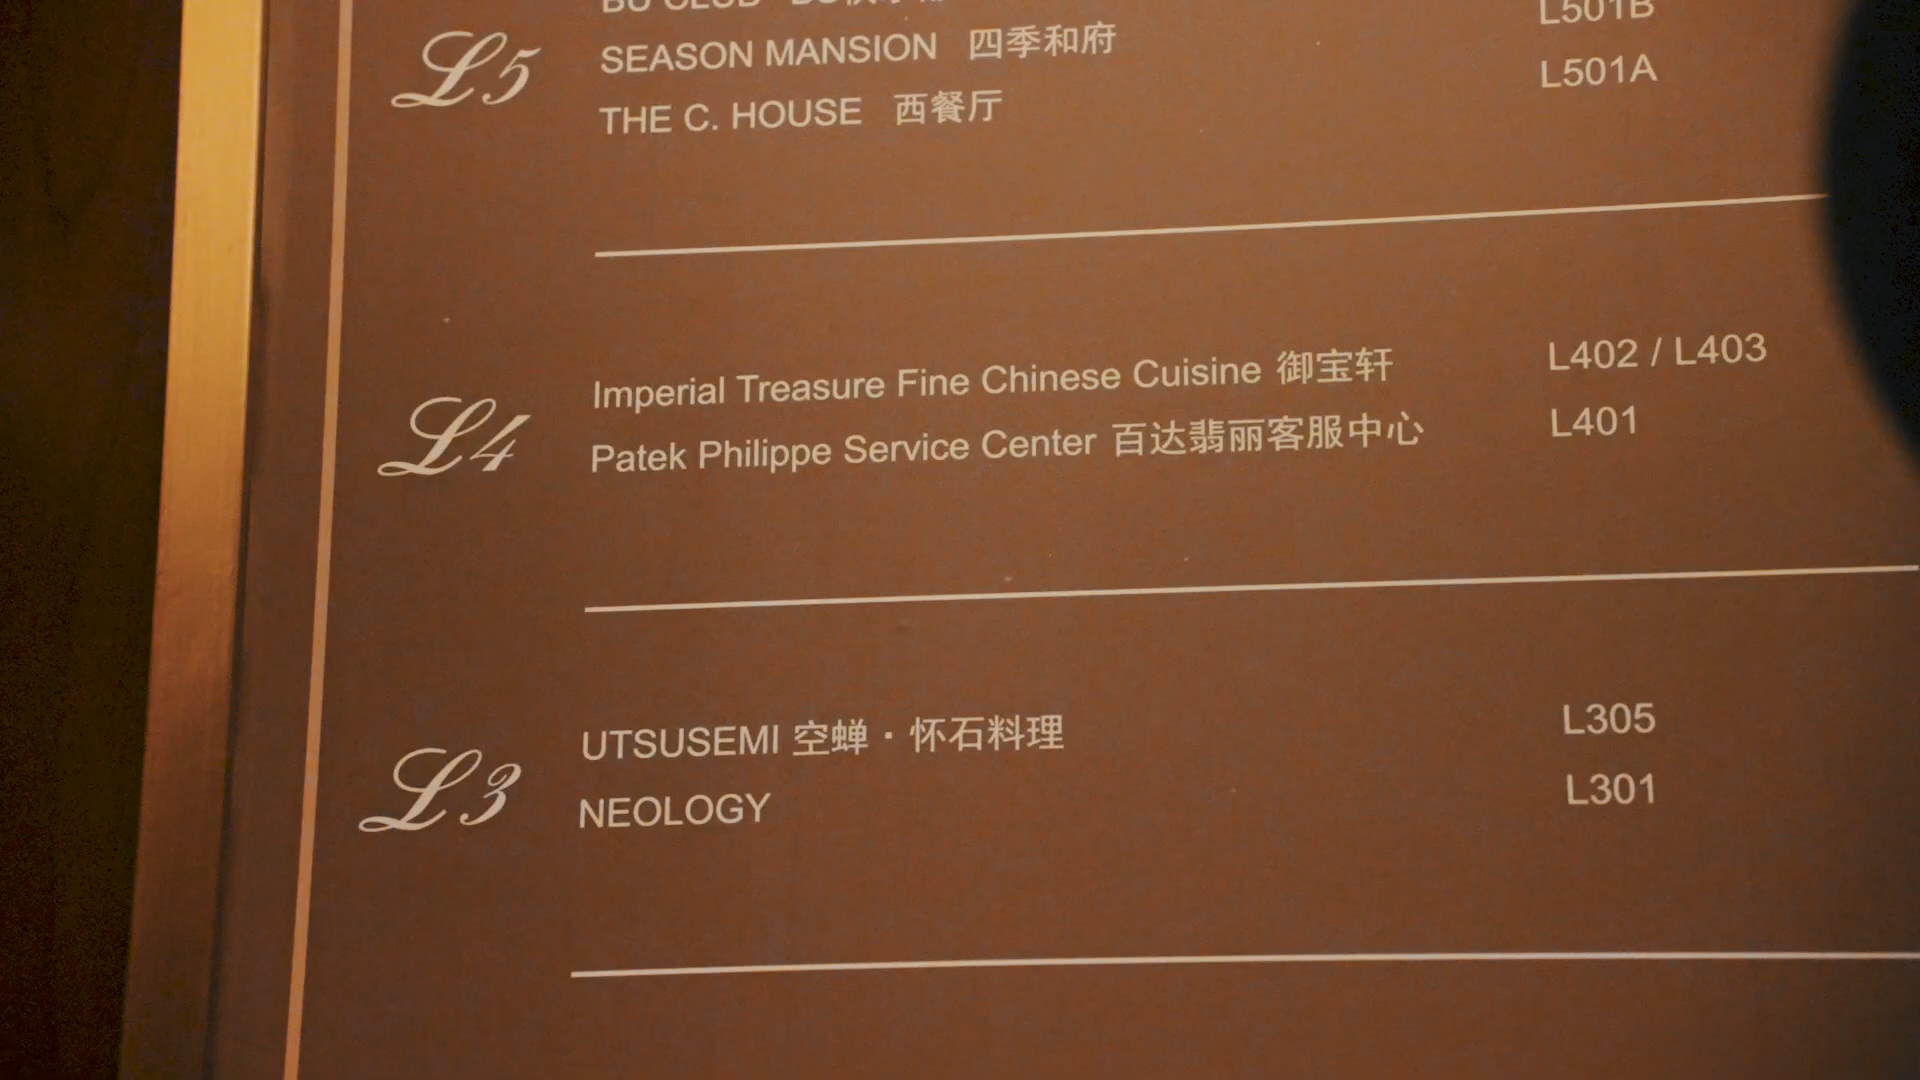 BU CLUB
L501B
L5
SEASON MANSION 四季和府
L501A
THE C. HOUSE 西餐厅
L4
Imperial Treasure Fine Chinese Cuisine 御宝轩 L402 / L403
Patek Philippe Service Center 百达翡丽客服中心 L401
L3
UTSUSEMI 空蝉·怀石料理 L305
NEOLOGY L301